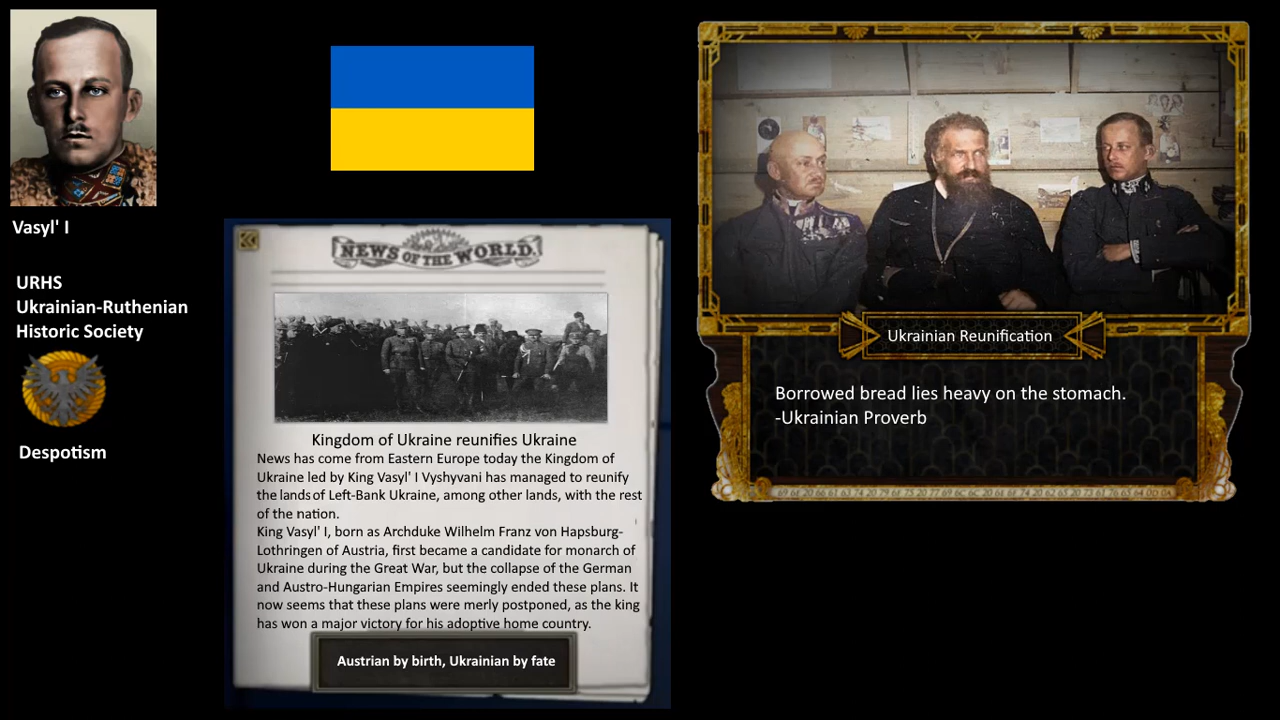 Vasyl' I
URHS
Ukrainian-Ruthenian
Historic Society
Despotism
NEWS OF THE WORLD.
Kingdom of Ukraine reunifies Ukraine
News has come from Eastern Europe today the Kingdom of
Ukraine led by King Vasyl' I Vyshyvani has managed to reunify
the lands of Left-Bank Ukraine, among other lands, with the rest
of the nation.
King Vasyl' I, born as Archduke Wilhelm Franz von Hapsburg-
Lothringen of Austria, first became a candidate for monarch of
Ukraine during the Great War, but the collapse of the German
and Austro-Hungarian Empires seemingly ended these plans. It
now seems that these plans were merly postponed, as the king
has won a major victory for his adoptive home country.
Austrian by birth, Ukrainian by fate
Ukrainian Reunification
Borrowed bread lies heavy on the stomach.
-Ukrainian Proverb